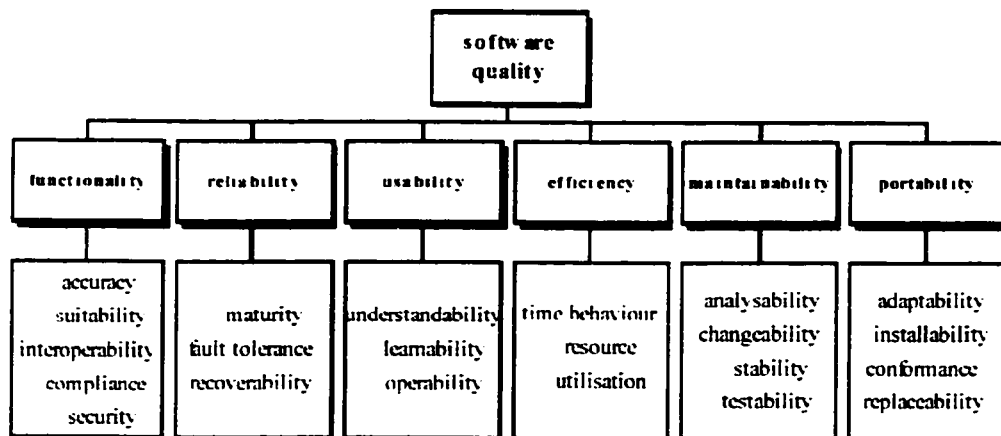 software
quality
functionality
reliability
usability
efficiency
maintainability
portability
accuracy
suitability
interoperability
compliance
security
maturity
fault tolerance
recoverability
understandability
learnability
operability
time behaviour
resource
utilisation
analysability
changeability
stability
testability
adaptability
installability
conformance
replaceability